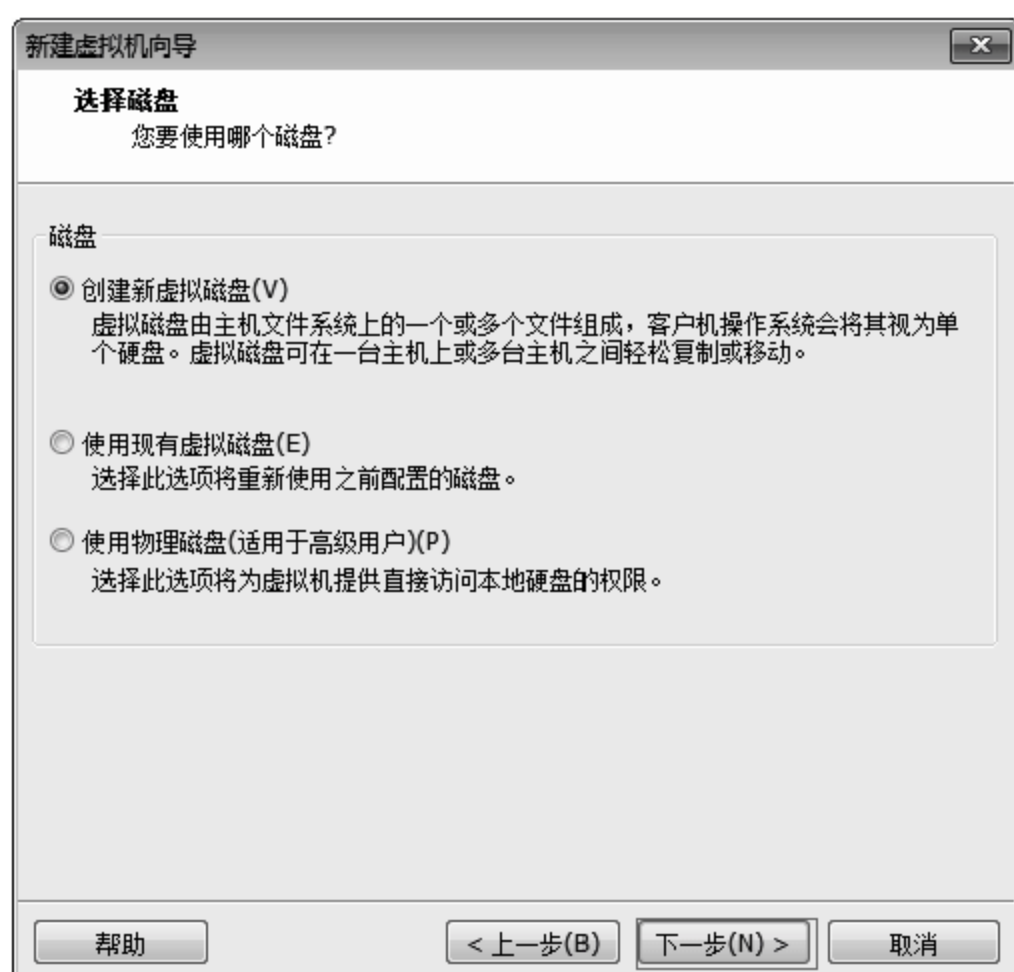 新建虚拟机向导
选择磁盘
您要使用哪个磁盘?
磁盘
创建新虚拟磁盘(V)
虚拟磁盘由主机文件系统上的一个或多个文件组成，客户机操作系统会将其视为单
个硬盘。虚拟磁盘可在一台主机上或多台主机之间轻松复制或移动。
使用现有虚拟磁盘(E)
选择此选项将重新使用之前配置的磁盘。
使用物理磁盘(适用于高级用户)(P)
选择此选项将为虚拟机提供直接访问本地硬盘的权限。
帮助 < 上一步(B) 下一步(N) > 取消